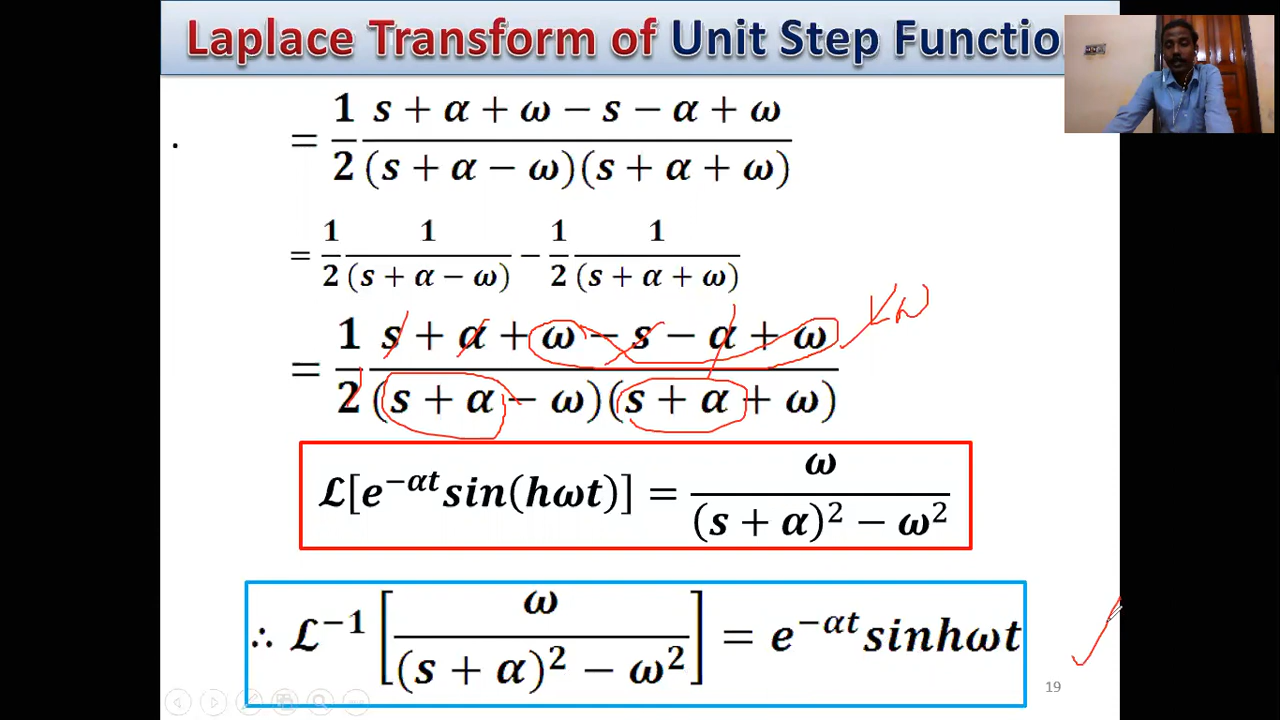 Laplace Transform of Unit Step Functio
.
= 1/2 (s + α + ω − s − α + ω)/((s + α − ω)(s + α + ω))
= 1/2 1/(s + α − ω) − 1/2 1/(s + α + ω)
= 1/2 (s + α + ω − s − α + ω)/((s + α − ω)(s + α + ω))
ℒ[e^{−αt}sin(hωt)] = ω/((s + α)² − ω²)
∴ ℒ⁻¹[ω/((s + α)² − ω²)] = e^{−αt}sinhωt
19